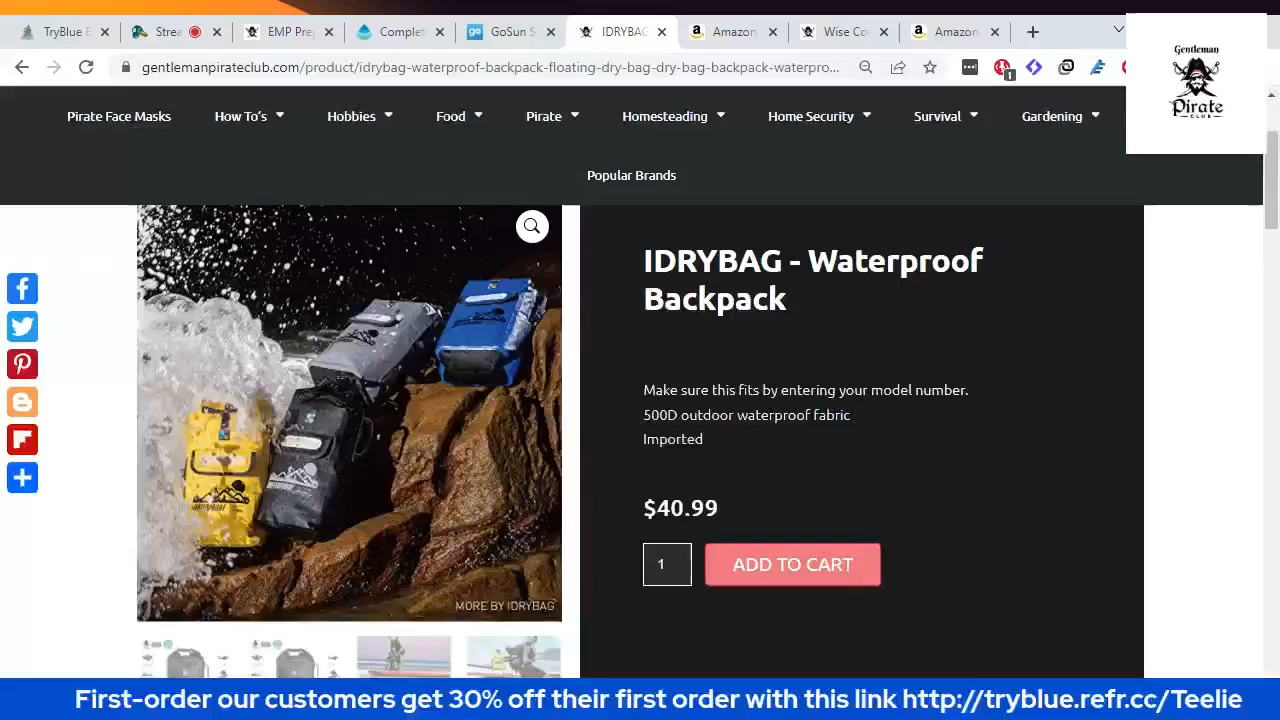 TryBlue E
Strea
EMP Pre
Complet
GoSun S
IDRYBAG
Amazon
Wise Co
Amazon
gentlemanpirateclub.com/product/idrybag-waterproof-backpack-floating-dry-bag-dry-bag-backpack-waterpro...
1
Gentleman
Pirate
CLUB
Pirate Face Masks
How To's
Hobbies
Food
Pirate
Homesteading
Home Security
Survival
Gardening
Popular Brands
IDRYBAG - Waterproof
Backpack
Make sure this fits by entering your model number.
500D outdoor waterproof fabric
Imported
$40.99
1
ADD TO CART
WATERPROOF
MORE BY IDRYBAG
First-order our customers get 30% off their first order with this link http://tryblue.refr.cc/Teelie